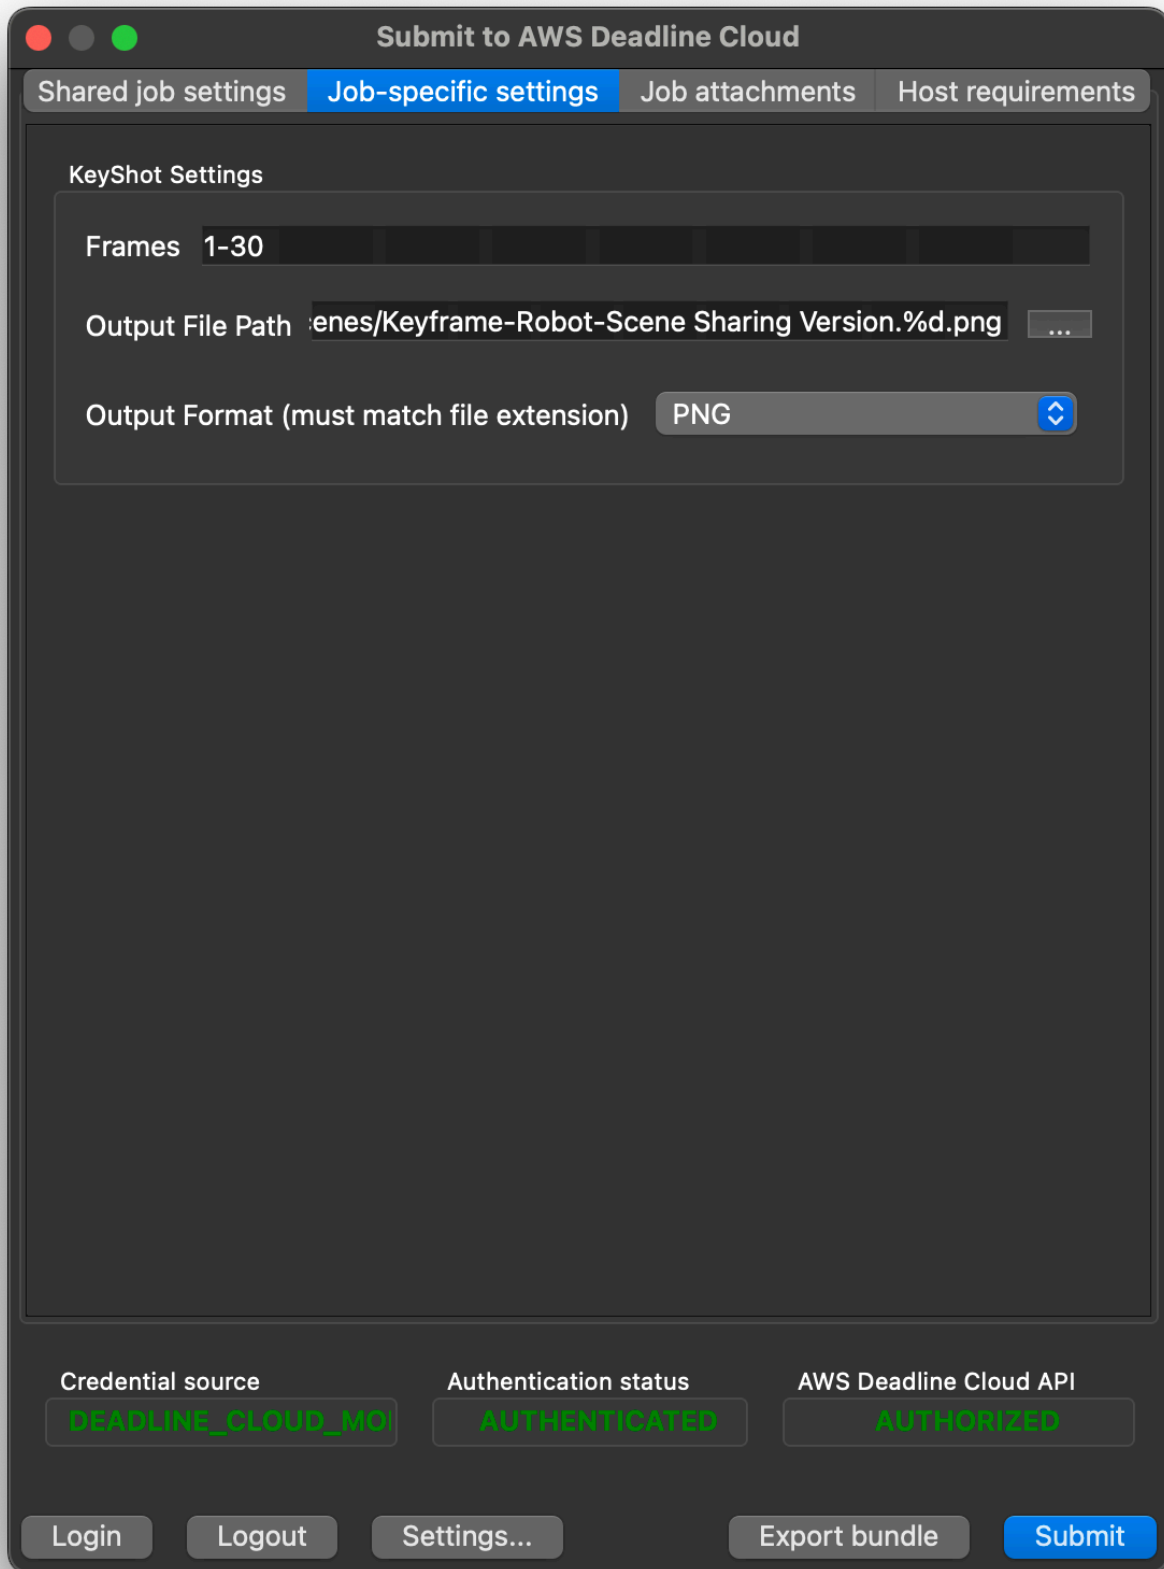 Submit to AWS Deadline Cloud
Shared job settings Job-specific settings Job attachments Host requirements
KeyShot Settings
Frames 1-30
Output File Path enes/Keyframe-Robot-Scene Sharing Version.%d.png ...
Output Format (must match file extension) PNG
Credential source Authentication status AWS Deadline Cloud API
DEADLINE_CLOUD_MO AUTHENTICATED AUTHORIZED
Login Logout Settings... Export bundle Submit